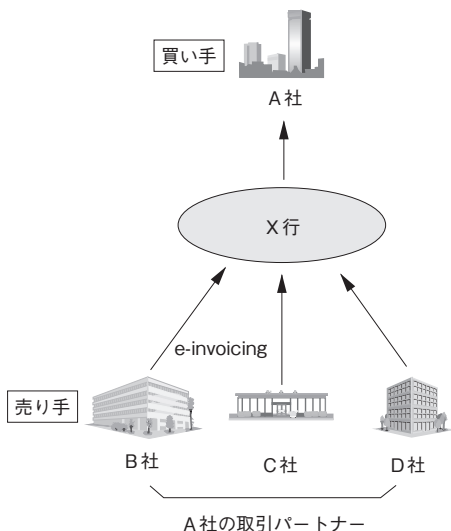 買い手
A社
X行
e-invoicing
売り手
B社
C社
D社
A社の取引パートナー